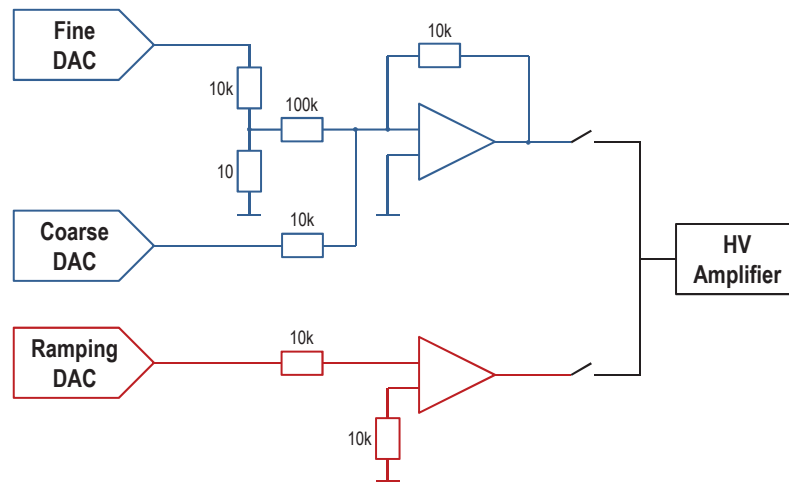 Fine
DAC
10k
10k
100k
10
Coarse
DAC
10k
HV
Amplifier
Ramping
DAC
10k
10k